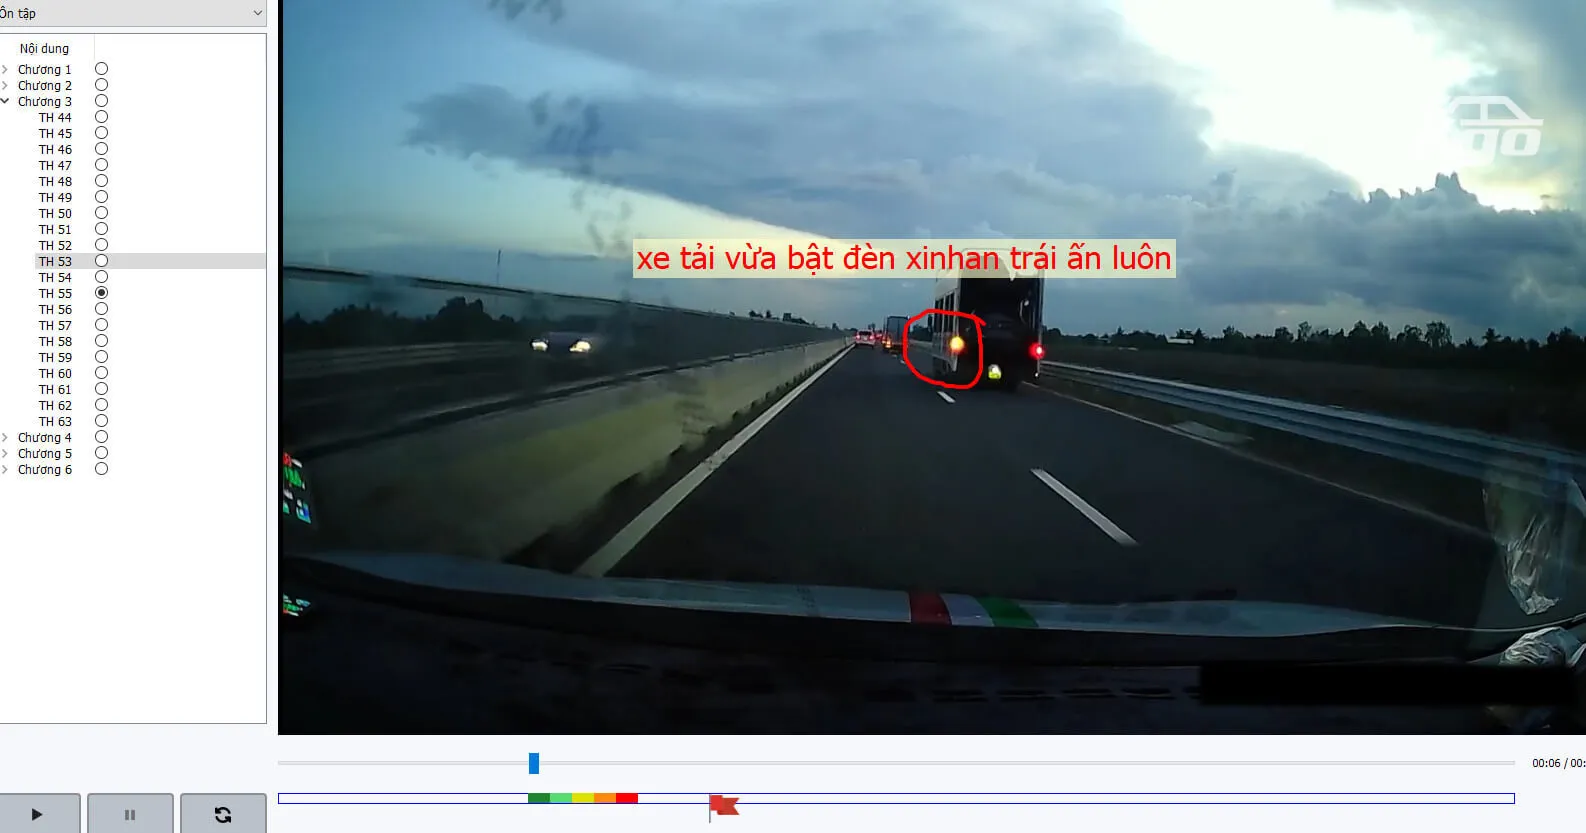 Ôn tập
Nội dung
Chương 1
Chương 2
Chương 3
TH 44
TH 45
TH 46
TH 47
TH 48
TH 49
TH 50
TH 51
TH 52
TH 53
TH 54
TH 55
TH 56
TH 57
TH 58
TH 59
TH 60
TH 61
TH 62
TH 63
Chương 4
Chương 5
Chương 6
xe tải vừa bật đèn xinhan trái ấn luôn
00:06 / 00: